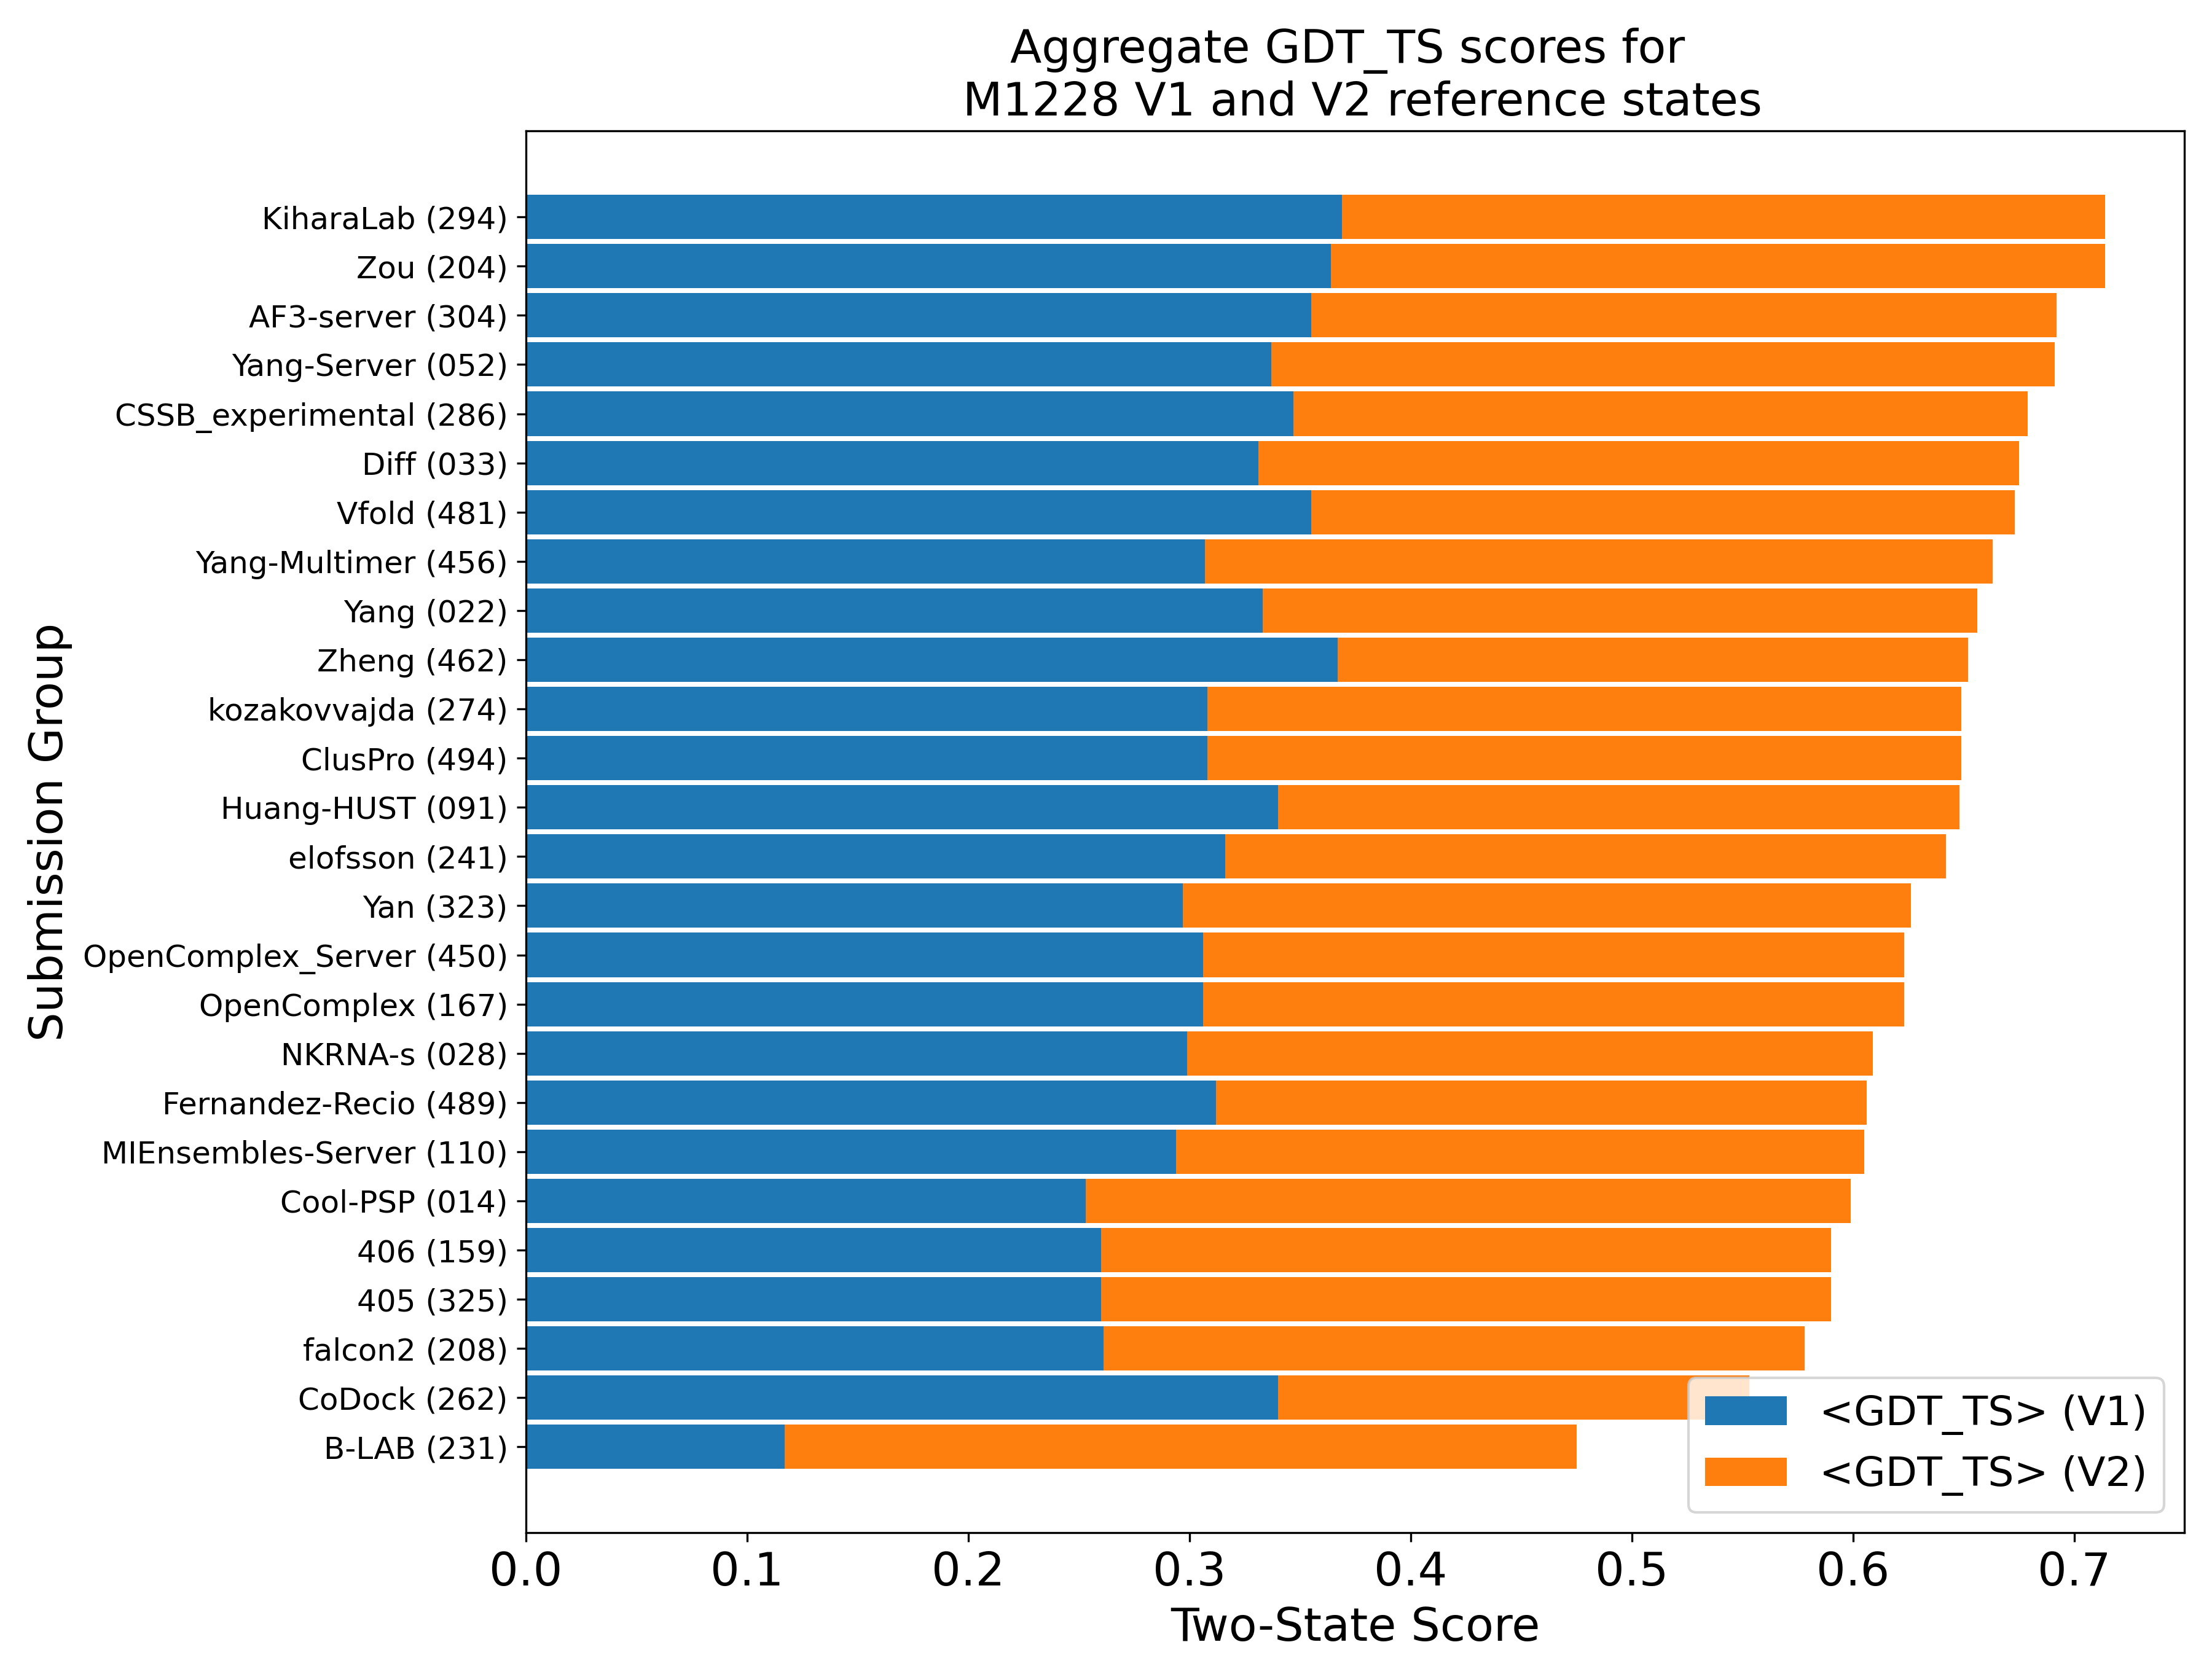 Aggregate GDT_TS scores for
M1228 V1 and V2 reference states
Submission Group
KiharaLab (294)
Zou (204)
AF3-server (304)
Yang-Server (052)
CSSB_experimental (286)
Diff (033)
Vfold (481)
Yang-Multimer (456)
Yang (022)
Zheng (462)
kozakovvajda (274)
ClusPro (494)
Huang-HUST (091)
elofsson (241)
Yan (323)
OpenComplex_Server (450)
OpenComplex (167)
NKRNA-s (028)
Fernandez-Recio (489)
MIEnsembles-Server (110)
Cool-PSP (014)
406 (159)
405 (325)
falcon2 (208)
CoDock (262)
B-LAB (231)
<GDT_TS> (V1)
<GDT_TS> (V2)
0.0 0.1 0.2 0.3 0.4 0.5 0.6 0.7
Two-State Score